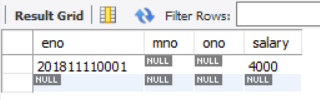 Result Grid Filter Rows:
eno mno ono salary
201811110001 NULL NULL 4000
NULL NULL NULL NULL